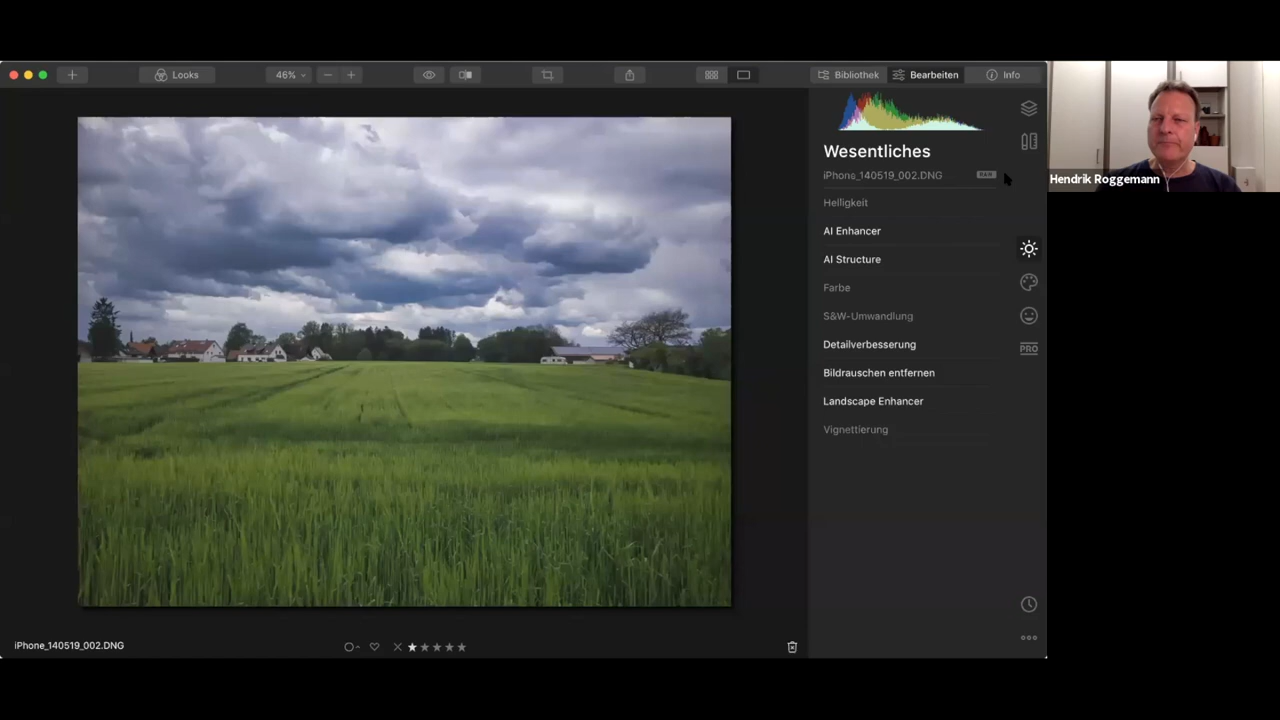 Looks
46%
Bibliothek
Bearbeiten
Info
Wesentliches
iPhone_140519_002.DNG
RAW
Helligkeit
AI Enhancer
AI Structure
Farbe
S&W-Umwandlung
Detailverbesserung
Bildrauschen entfernen
Landscape Enhancer
Vignettierung
PRO
iPhone_140519_002.DNG
Hendrik Roggemann